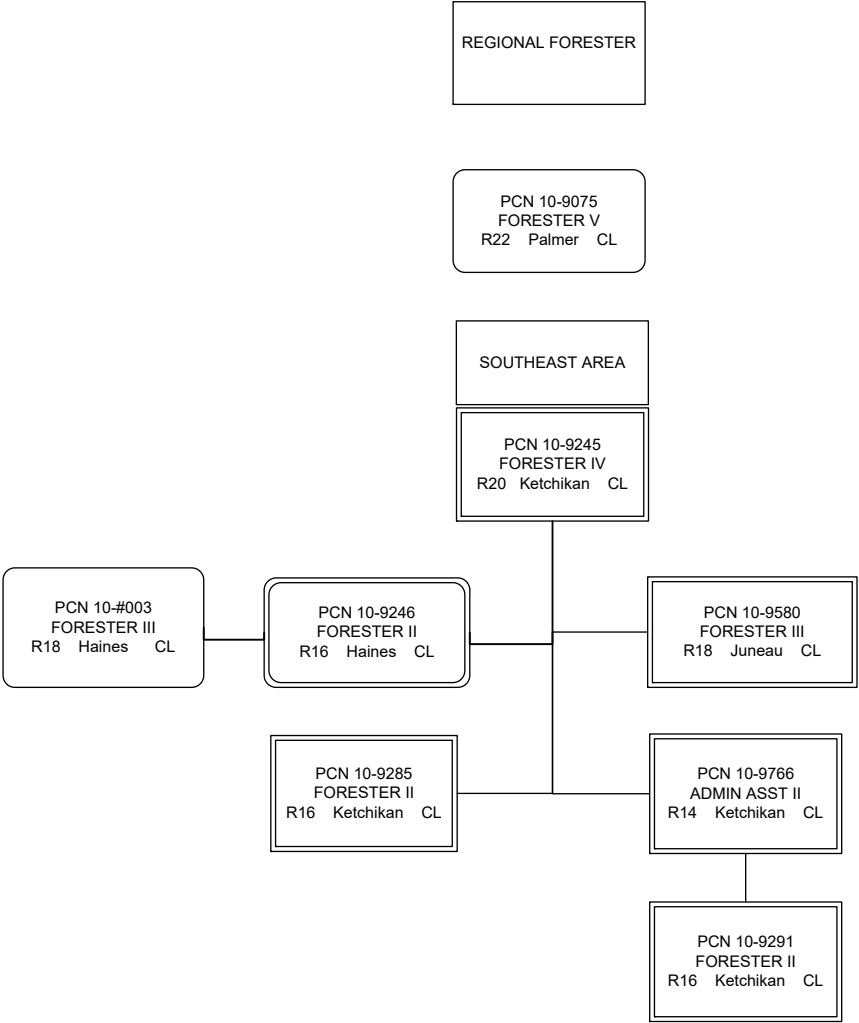 REGIONAL FORESTER
PCN 10-9075
FORESTER V
R22 Palmer CL
SOUTHEAST AREA
PCN 10-9245
FORESTER IV
R20 Ketchikan CL
PCN 10-#003
FORESTER III
R18 Haines CL
PCN 10-9246
FORESTER II
R16 Haines CL
PCN 10-9580
FORESTER III
R18 Juneau CL
PCN 10-9285
FORESTER II
R16 Ketchikan CL
PCN 10-9766
ADMIN ASST II
R14 Ketchikan CL
PCN 10-9291
FORESTER II
R16 Ketchikan CL